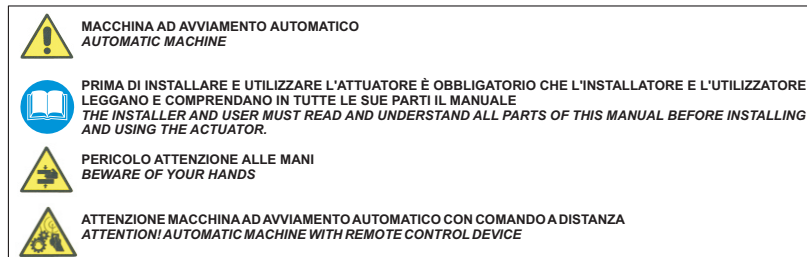 MACCHINA AD AVVIAMENTO AUTOMATICO
AUTOMATIC MACHINE
PRIMA DI INSTALLARE E UTILIZZARE L'ATTUATORE È OBBLIGATORIO CHE L'INSTALLATORE E L'UTILIZZATORE
LEGGANO E COMPRENDANO IN TUTTE LE SUE PARTI IL MANUALE
THE INSTALLER AND USER MUST READ AND UNDERSTAND ALL PARTS OF THIS MANUAL BEFORE INSTALLING
AND USING THE ACTUATOR.
PERICOLO ATTENZIONE ALLE MANI
BEWARE OF YOUR HANDS
ATTENZIONE MACCHINA AD AVVIAMENTO AUTOMATICO CON COMANDO A DISTANZA
ATTENTION! AUTOMATIC MACHINE WITH REMOTE CONTROL DEVICE